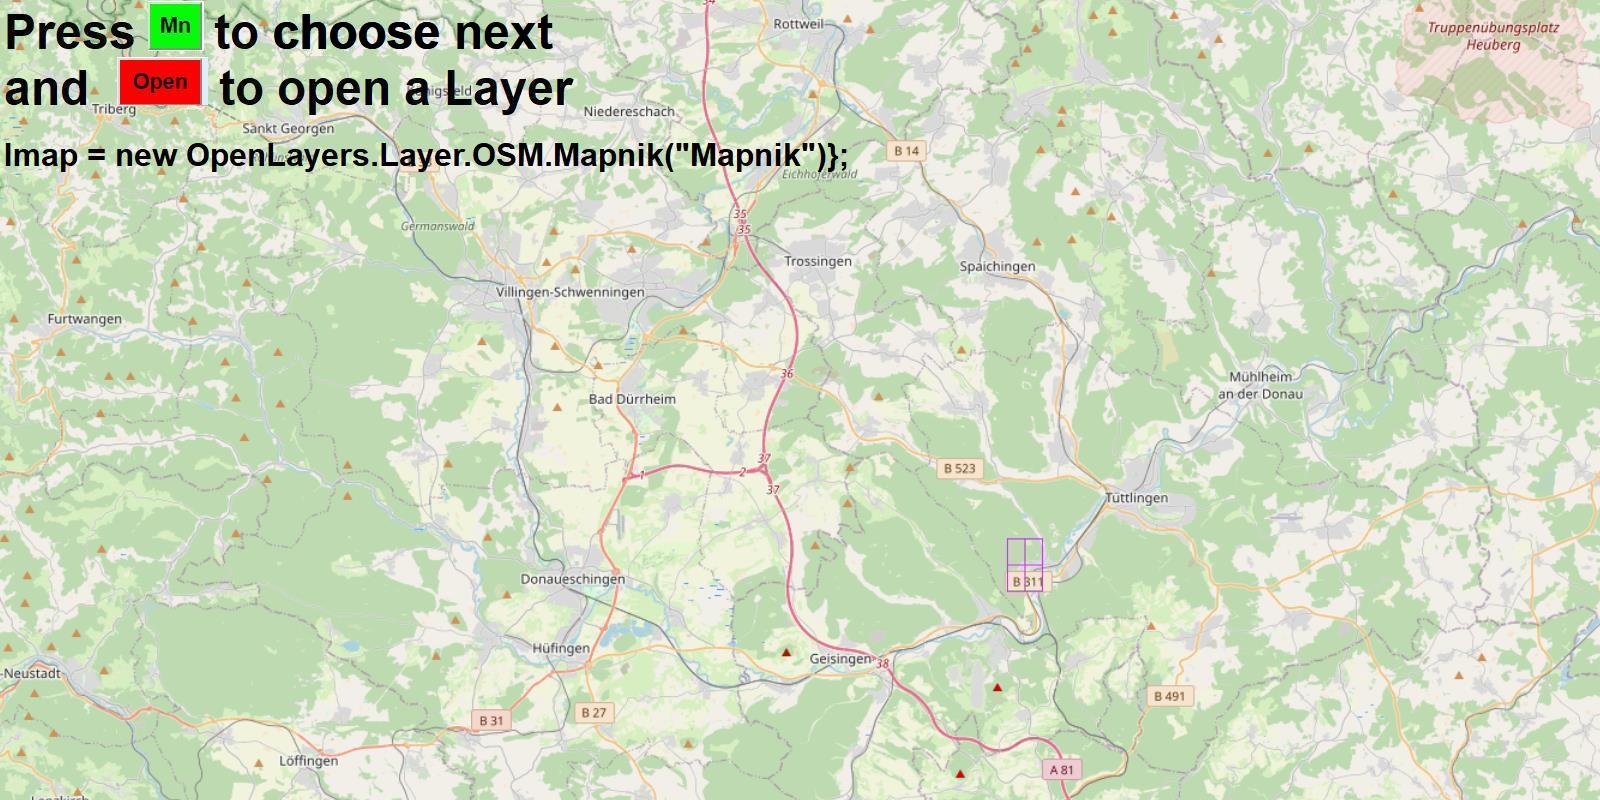 Press Mn to choose next
and Open to open a Layer
lmap = new OpenLayers.Layer.OSM.Mapnik("Mapnik")};
34
Rottweil
Truppenübungsplatz
Heuberg
Königsfeld
Triberg
Niedereschach
Sankt Georgen
B 14
Eichhoferwald
35
35
Germanswald
Trossingen
Spaichingen
Villingen-Schwenningen
Furtwangen
36
Mühlheim
an der Donau
Bad Dürrheim
37
B 523
1
2
37
Tuttlingen
Donaueschingen
B 311
Hüfingen
Geisingen
38
-Neustadt
B 491
B 31
B 27
Löffingen
A 81